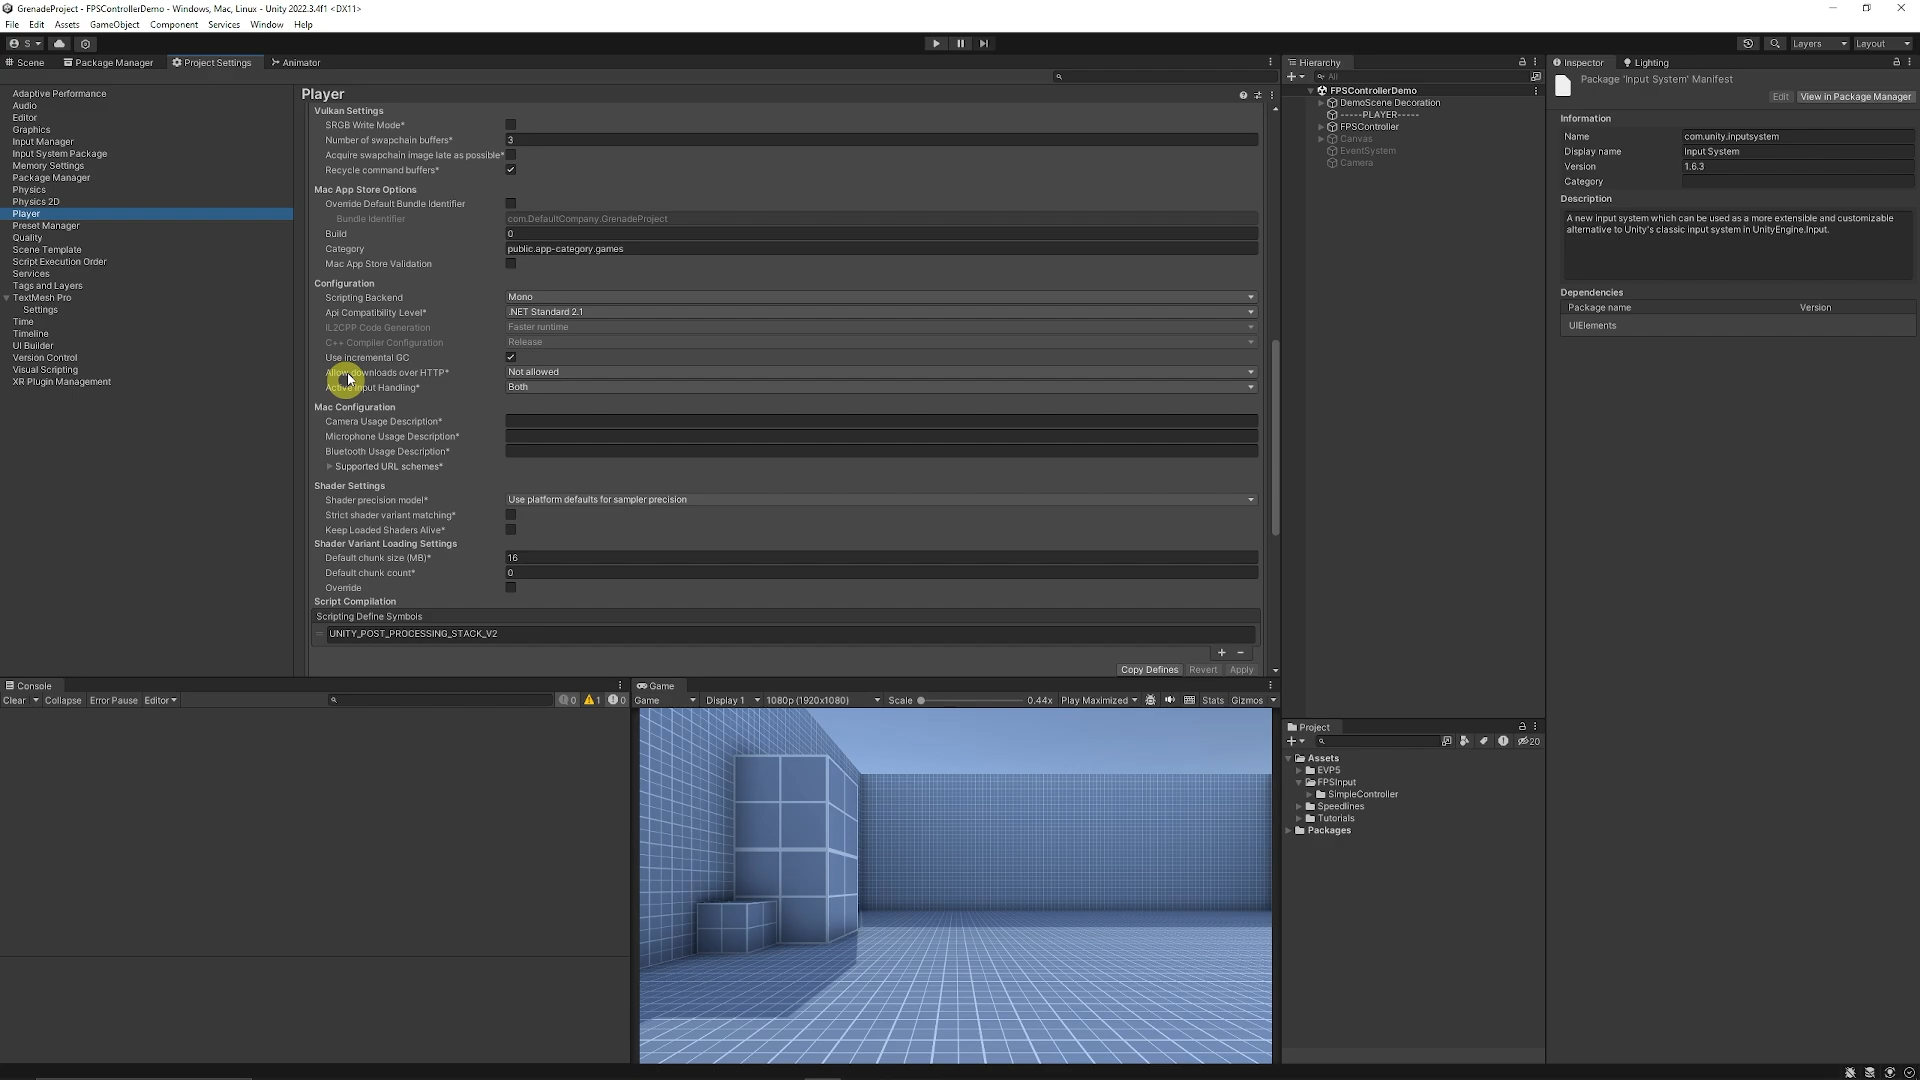 GrenadeProject - FPSControllerDemo - Windows, Mac, Linux - Unity 2022.3.4f1 <DX11>
File Edit Assets GameObject Component Services Window Help
S Layers Layout
Scene Package Manager Project Settings Animator
Adaptive Performance
Audio
Editor
Graphics
Input Manager
Input System Package
Memory Settings
Package Manager
Physics
Physics 2D
Player
Preset Manager
Quality
Scene Template
Script Execution Order
Services
Tags and Layers
TextMesh Pro
Settings
Time
Timeline
UI Builder
Version Control
Visual Scripting
XR Plugin Management
Player
Vulkan Settings
SRGB Write Mode*
Number of swapchain buffers* 3
Acquire swapchain image late as possible*
Recycle command buffers*
Mac App Store Options
Override Default Bundle Identifier
Bundle Identifier com.DefaultCompany.GrenadeProject
Build 0
Category public.app-category.games
Mac App Store Validation
Configuration
Scripting Backend Mono
Api Compatibility Level* .NET Standard 2.1
IL2CPP Code Generation Faster runtime
C++ Compiler Configuration Release
Use incremental GC
Allow downloads over HTTP* Not allowed
Active Input Handling* Both
Mac Configuration
Camera Usage Description*
Microphone Usage Description*
Bluetooth Usage Description*
Supported URL schemes*
Shader Settings
Shader precision model* Use platform defaults for sampler precision
Strict shader variant matching*
Keep Loaded Shaders Alive*
Shader Variant Loading Settings
Default chunk size (MB)* 16
Default chunk count* 0
Override
Script Compilation
Scripting Define Symbols
UNITY_POST_PROCESSING_STACK_V2
+ -
Copy Defines Revert Apply
Hierarchy
All
FPSControllerDemo
DemoScene Decoration
-----PLAYER-----
FPSController
Canvas
EventSystem
Camera
Inspector Lighting
Package 'Input System' Manifest
Edit View in Package Manager
Information
Name com.unity.inputsystem
Display name Input System
Version 1.6.3
Category
Description
A new input system which can be used as a more extensible and customizable
alternative to Unity's classic input system in UnityEngine.Input.
Dependencies
Package name Version
UIElements
Console
Clear Collapse Error Pause Editor 0 1 0
Game
Game Display 1 1080p (1920x1080) Scale 0.44x Play Maximized Stats Gizmos
Project
20
Assets
EVP5
FPSInput
SimpleController
Speedlines
Tutorials
Packages